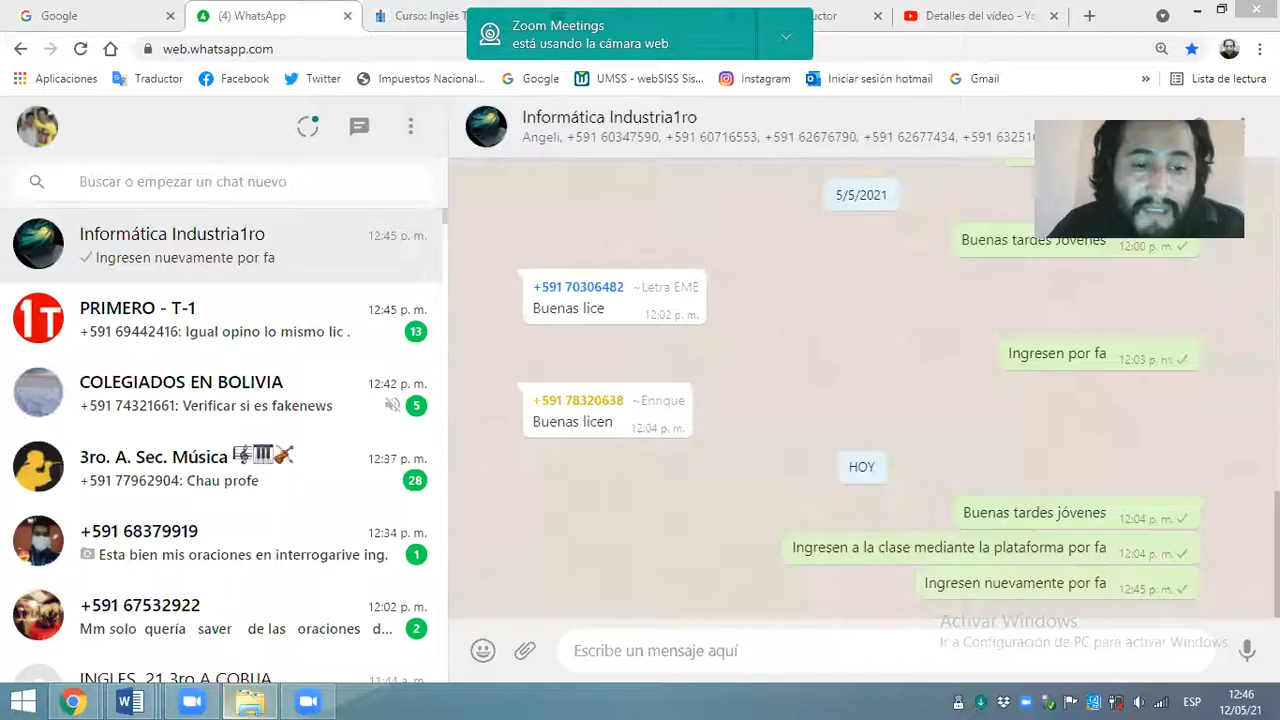 Google
(4) WhatsApp
Curso: Inglés T
Detalles del vídeo - Yo
Zoom Meetings
está usando la cámara web
web.whatsapp.com
Aplicaciones
Traductor
Facebook
Twitter
Impuestos Nacional...
Google
UMSS - webSISS Sis...
Instagram
Iniciar sesión hotmail
Gmail
»
Lista de lectura
Buscar o empezar un chat nuevo
Informática Industria1ro
12:45 p. m.
Ingresen nuevamente por fa
PRIMERO - T-1
12:45 p. m.
+591 69442416: Igual opino lo mismo lic .
13
COLEGIADOS EN BOLIVIA
12:42 p. m.
+591 74321661: Verificar si es fakenews
5
3ro. A. Sec. Música 🎼🎹🎻
12:37 p. m.
+591 77962904: Chau profe
28
+591 68379919
12:34 p. m.
Esta bien mis oraciones en interrogarive ing.
1
+591 67532922
12:02 p. m.
Mm solo quería saver de las oraciones d...
2
INGLES 21 3ro A COBUA
11:44 a. m.
Informática Industria1ro
Angeli, +591 60347590, +591 60716553, +591 62676790, +591 62677434, +591 632516
5/5/2021
Buenas tardes Jóvenes
12:00 p. m.
+591 70306482 ~Letra EME
Buenas lice
12:02 p. m.
Ingresen por fa
12:03 p. m.
+591 78320638 ~Enrique
Buenas licen
12:04 p. m.
HOY
Buenas tardes jóvenes
12:04 p. m.
Ingresen a la clase mediante la plataforma por fa
12:04 p. m.
Ingresen nuevamente por fa
12:45 p. m.
Activar Windows
Ir a Configuración de PC para activar Windows.
Escribe un mensaje aquí
ESP
12:46
12/05/21